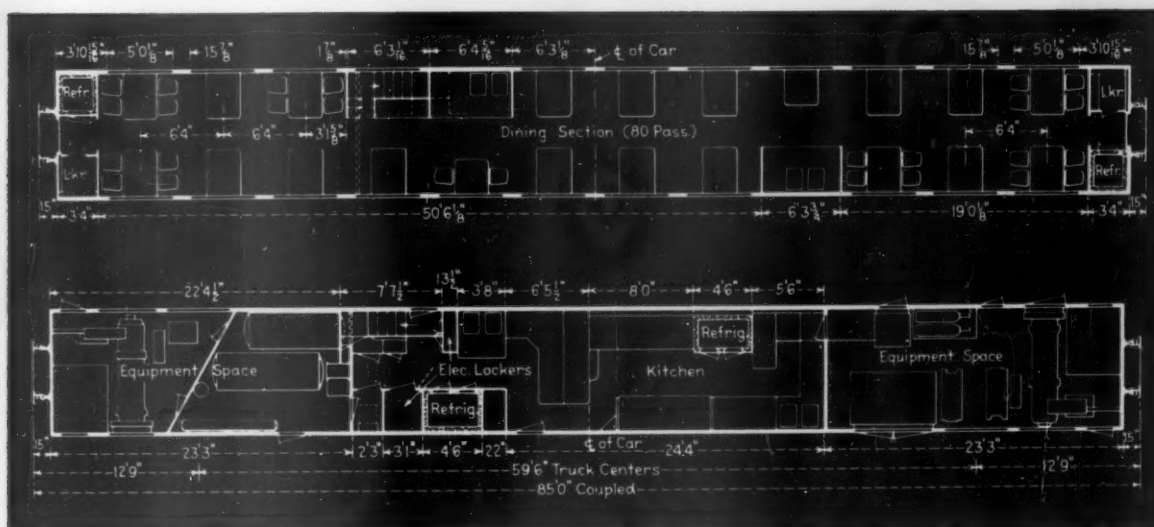 3'10 15/16" 5'0 1/8" 15 7/8" 1 7/8" 6'3 1/16" 6'4 5/16" 6'3 1/8" ℄ of Car 15 7/8" 5'0 1/8" 3'10 15/16"
Refr. Lkr
Dining Section (80 Pass.)
6'4" 6'4" 3'1 5/8" 6'4"
Lkr Refr.
15" 3'4" 50'6 1/8" 6'3 3/4" 19'0 1/8" 3'4" 15"
22'4 1/2" 7'7 1/2" 13 1/2" 3'8" 6'5 1/2" 8'0" 4'6" 5'6"
Refrig.
Equipment Space Elec. Lockers Kitchen Equipment Space
Refrig.
℄ of Car
15" 23'3" 2'3" 3'1" 4'6" 22" 24'4" 23'3" 15"
12'9" 59'6" Truck Centers 12'9"
85'0" Coupled